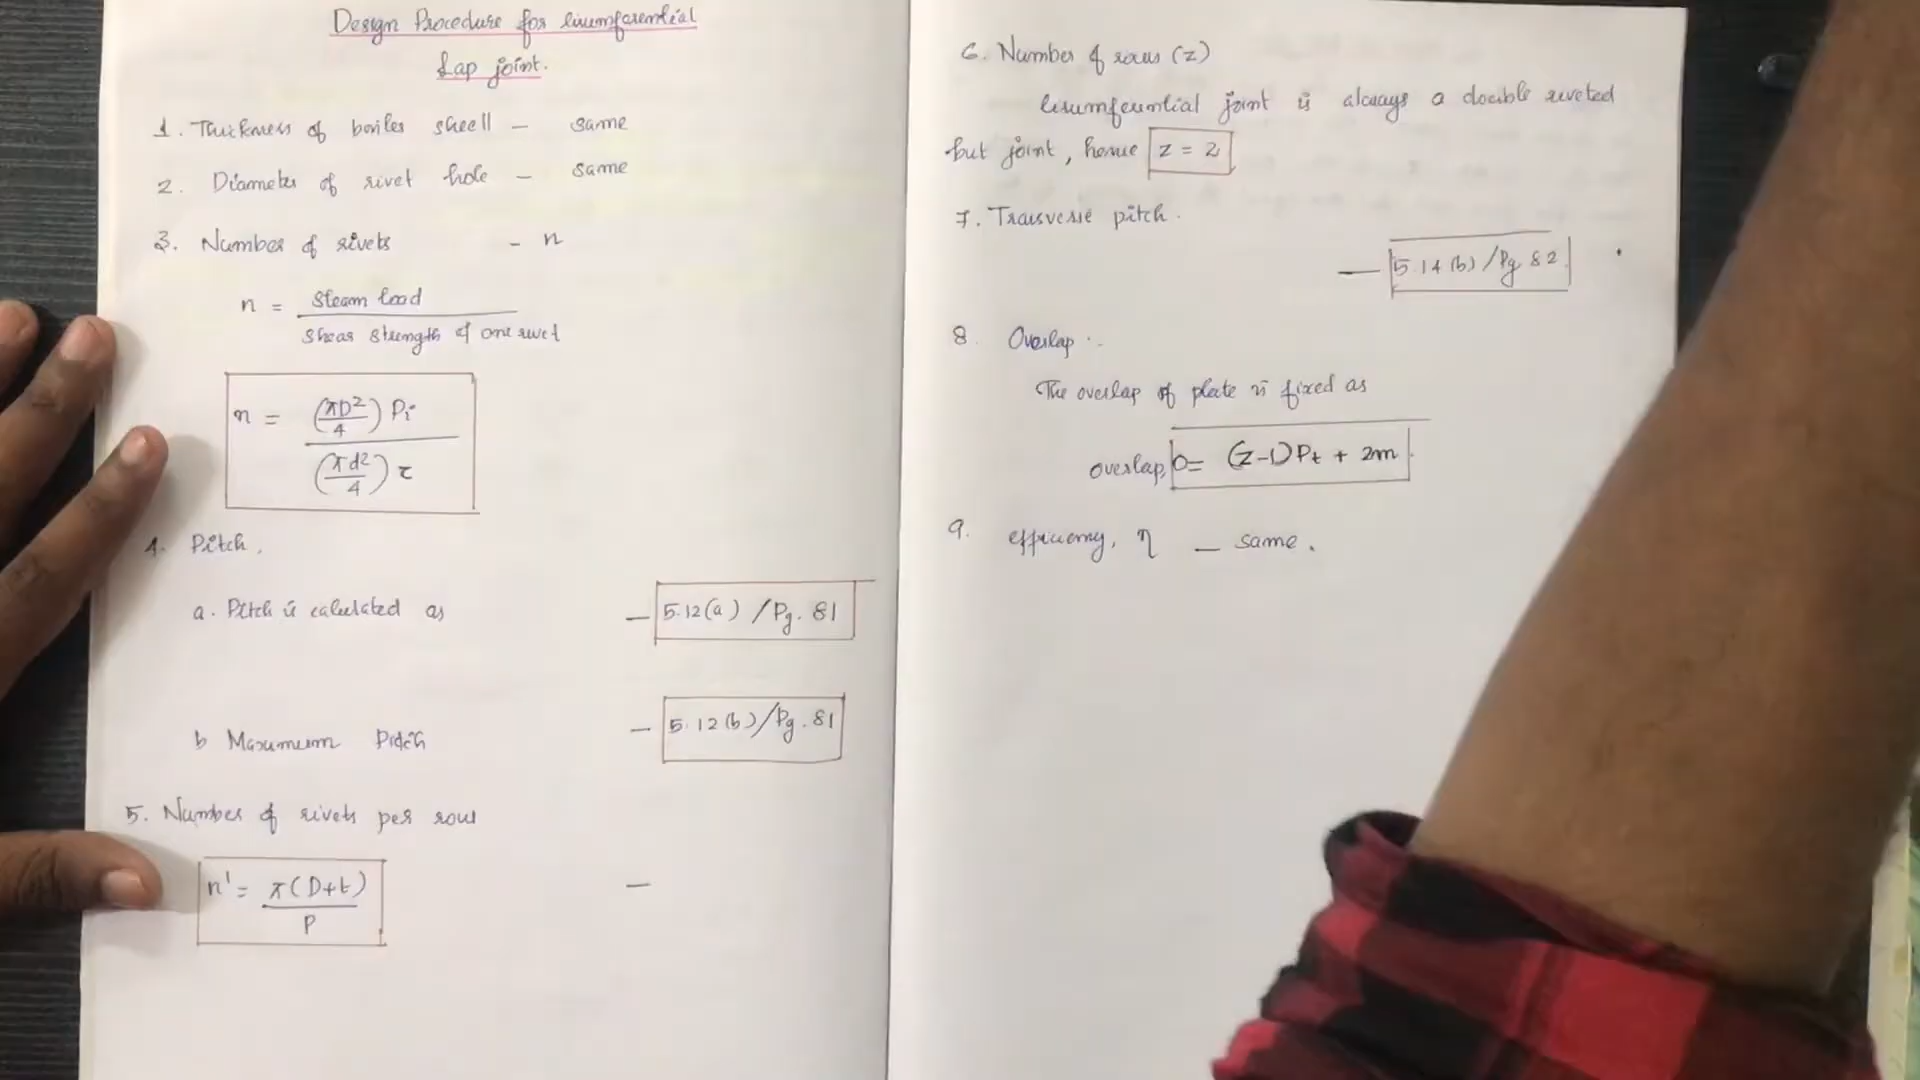 Design Procedure for circumferential
Lap joint.
1. Thickness of boiler shell – same
2. Diameter of rivet hole – same
3. Number of rivets – n
n = steam load / shear strength of one rivet
n = (πD²/4) Pi / (πd²/4) τ
4. Pitch.
a. Pitch is calculated as – 5.12(a) / Pg. 81
b Maximum Pitch – 5.12(b) / Pg. 81
5. Number of rivets per row
n' = π(D+t) / P –
6. Number of rows (z)
Circumferential joint is always a double riveted
but joint, hence z = 2
7. Transverse pitch.
— 5.14(b) / Pg 82
8. Overlap :-
The overlap of plate is fixed as
overlap, O = (z-1)Pt + 2m
9. efficiency, η – same.